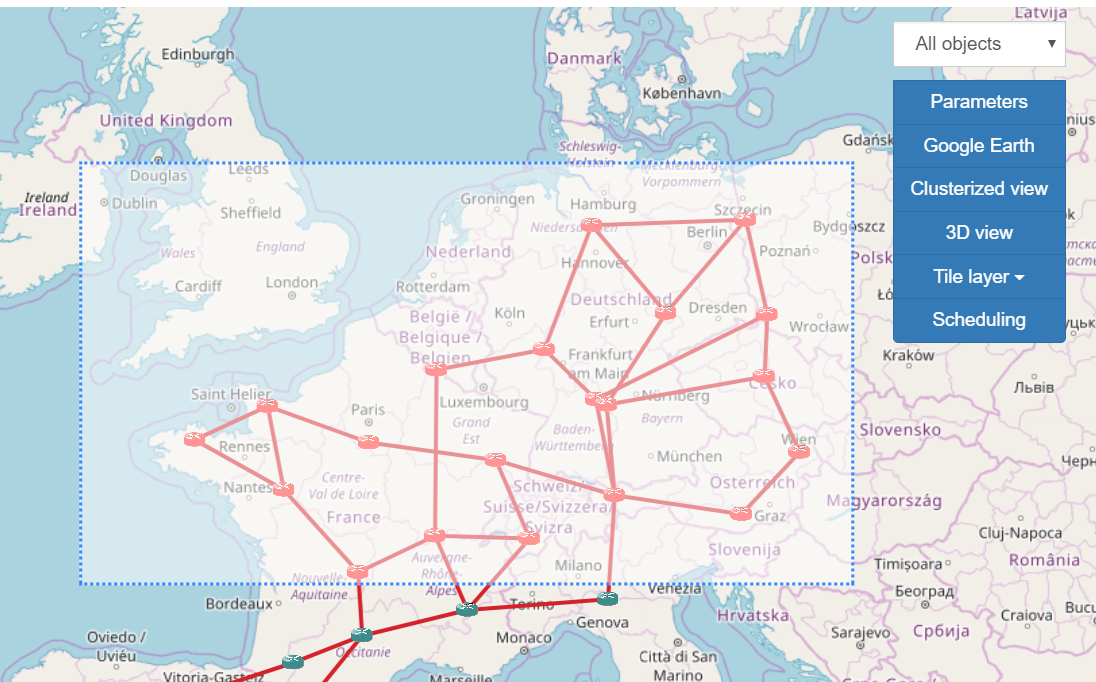 Latvija
All objects
Edinburgh
Danmark
København
Parameters
United Kingdom
nius
Google Earth
Gdańsk
Schleswig-
Holstein
Mecklenburg-
Vorpommern
Leeds
Douglas
Clusterized view
Ireland
Ireland
Dublin
Groningen
Hamburg
Szczecin
Sheffield
Bydgoszcz
3D view
Berlin
England
Wales
Nederland
Poznań
Hannover
Polsk
Tile layer
Cardiff
London
Rotterdam
Deutschland
Łó
België /
Belgique /
Belgien
Köln
Erfurt
Dresden
Wrocław
Scheduling
Frankfurt
am Main
Kraków
Česko
Львів
Saint Helier
Paris
Luxembourg
Nürnberg
Bayern
Grand
Est
Baden-
Württemberg
Slovensko
Rennes
Wien
München
Черн
Centre-
Val de Loire
Nantes
Schweiz/
Suisse/Svizzera/
Svizra
Österreich
Magyarország
France
Graz
Cluj-Napoca
Slovenija
România
Auvergne-
Rhône-
Alpes
Milano
Timișoara
Nouvelle-
Aquitaine
Venezia
Београд
Bordeaux
Torino
Hrvatska
Craiova
Bucu
Genova
Sarajevo
Србија
Oviedo /
Uviéu
Monaco
Occitanie
Città di San
Marino
Vitoria-Gasteiz
Marseille